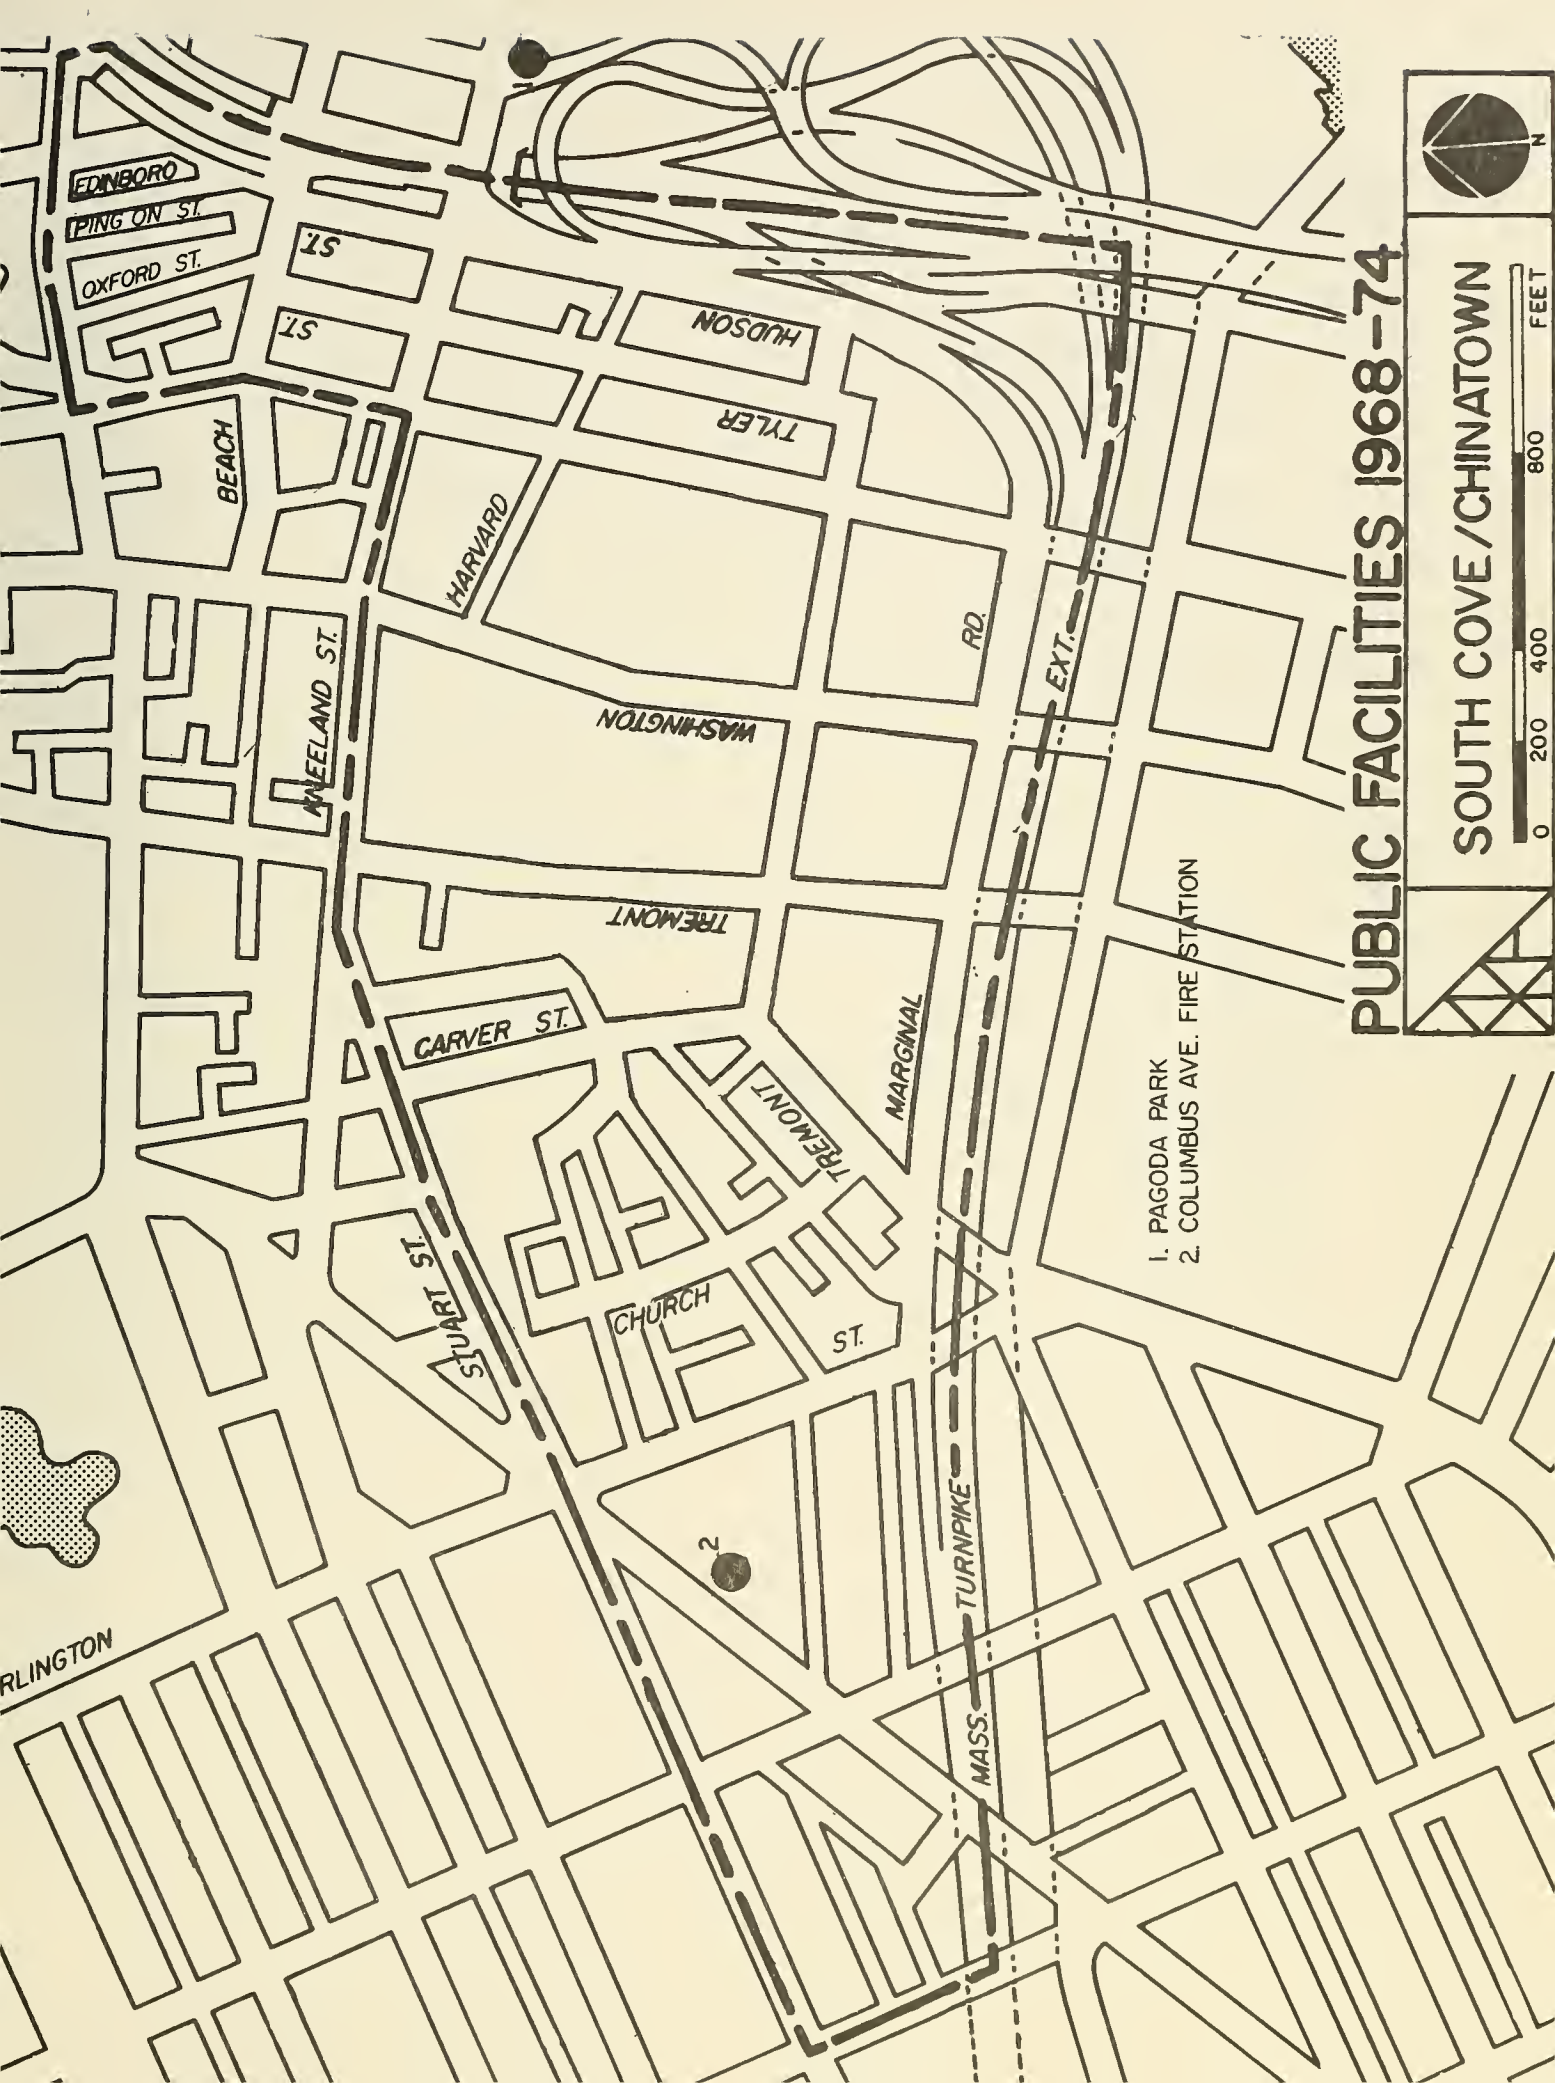 EDINBORO
PING ON ST.
OXFORD ST.
ST.
ST.
HUDSON
TYLER
BEACH
HARVARD
KNEELAND ST.
WASHINGTON
RD.
EXT.
TREMONT
CARVER ST.
MARGINAL
TREMONT
STUART ST.
CHURCH
ST.
TURNPIKE
MASS.
RLINGTON
1
2
1. PAGODA PARK
2. COLUMBUS AVE. FIRE STATION
PUBLIC FACILITIES 1968-74
SOUTH COVE/CHINATOWN
0 200 400 800 FEET
N